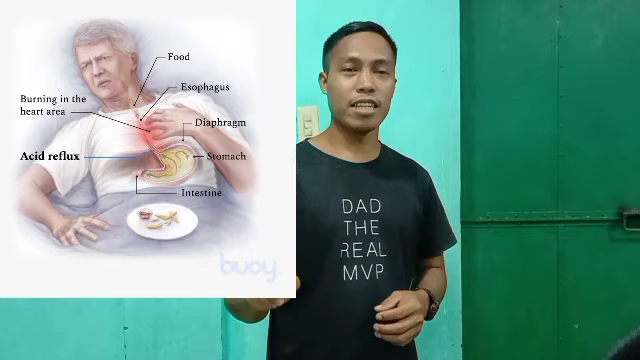 Food
Esophagus
Burning in the
heart area
Diaphragm
Acid reflux
Stomach
Intestine
buoy
DAD
THE
REAL
MVP